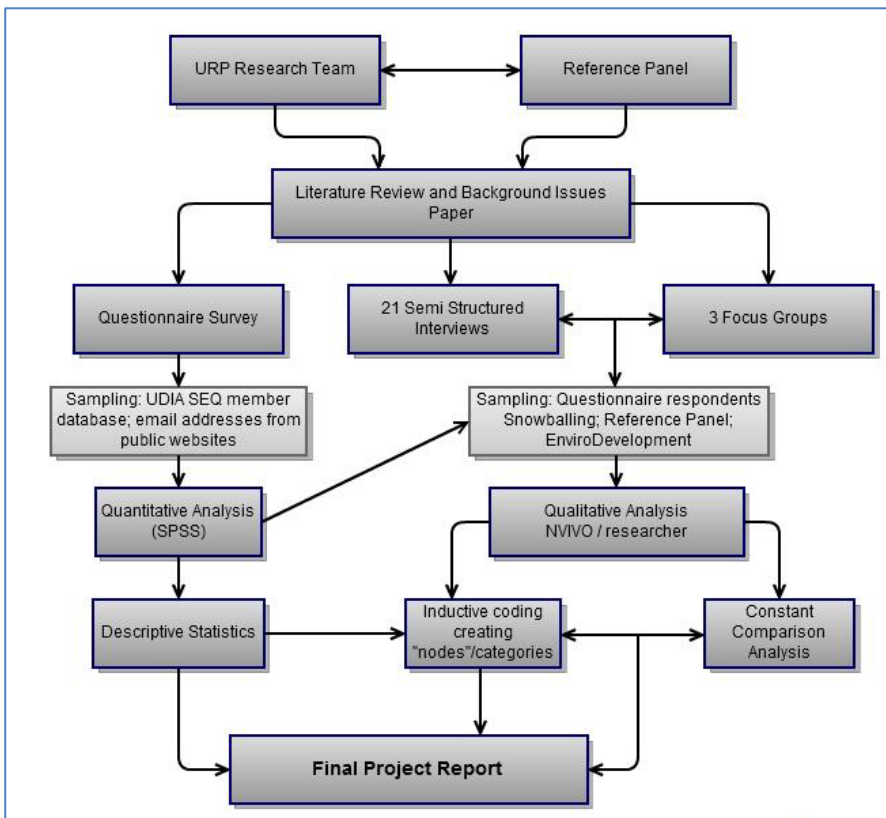 URP Research Team
Reference Panel
Literature Review and Background Issues
Paper
Questionnaire Survey
21 Semi Structured
Interviews
3 Focus Groups
Sampling: UDIA SEQ member
database; email addresses from
public websites
Sampling: Questionnaire respondents
Snowballing; Reference Panel;
EnviroDevelopment
Quantitative Analysis
(SPSS)
Qualitative Analysis
NVIVO / researcher
Descriptive Statistics
Inductive coding
creating
"nodes"/categories
Constant
Comparison
Analysis
Final Project Report